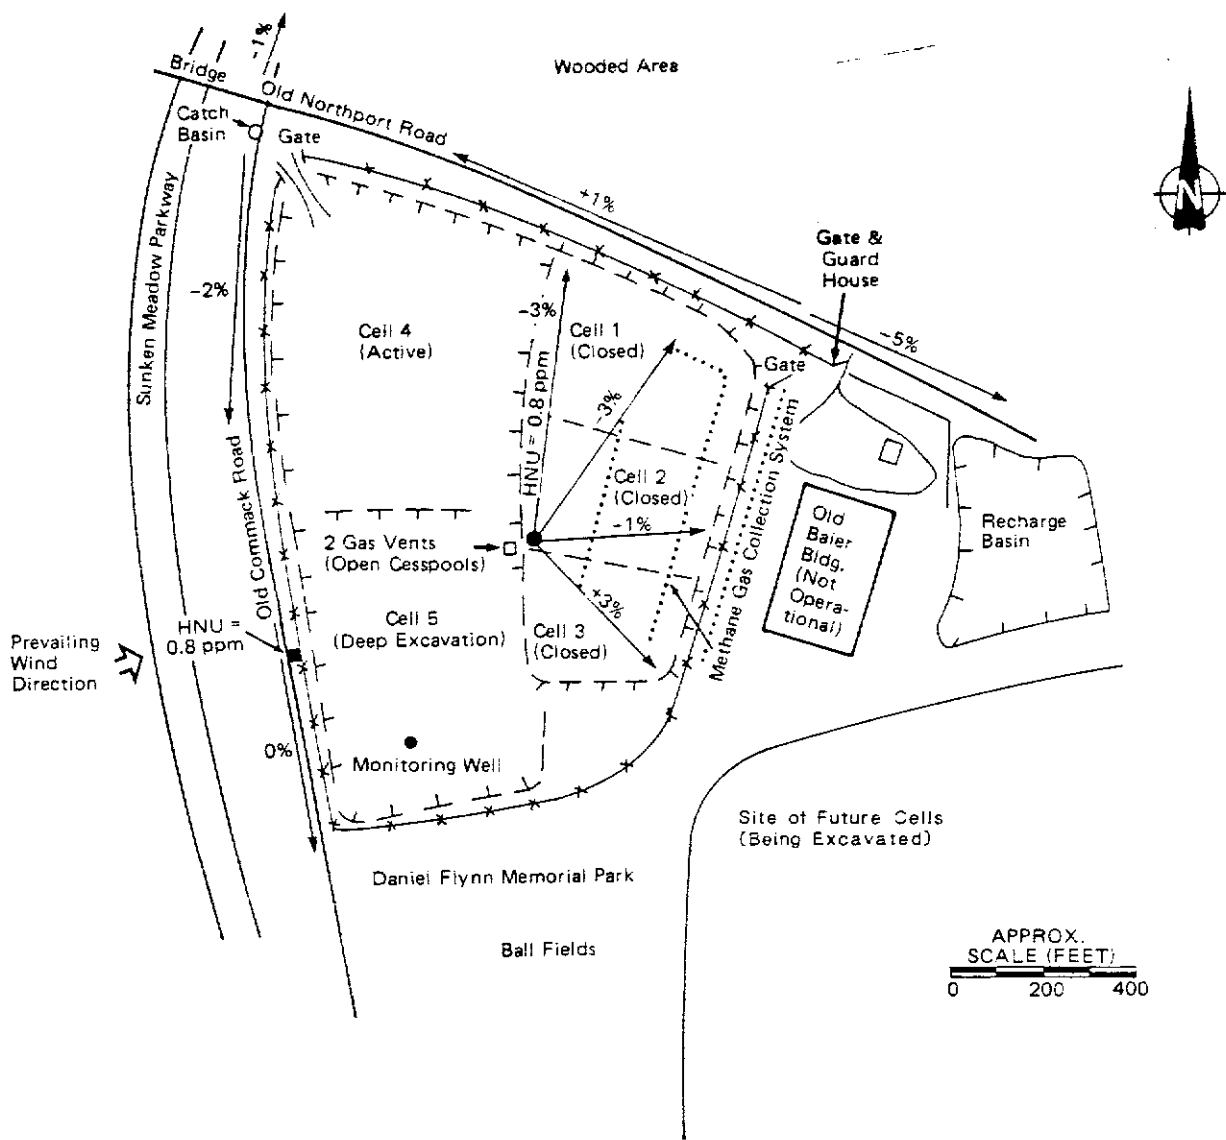 -1%
Wooded Area
Bridge
Old Northport Road
Catch
Basin
Gate
+1%
N
Sunken Meadow Parkway
-2%
Gate &
Guard
House
-3%
Cell 4
(Active)
Cell 1
(Closed)
-5%
Gate
HNU = 0.8 ppm
-3%
Methane Gas Collection System
Old Commack Road
Cell 2
(Closed)
-1%
2 Gas Vents
(Open Cesspools)
Old
Baier
Bldg.
(Not
Opera-
tional)
Recharge
Basin
+3%
Cell 5
(Deep Excavation)
Cell 3
(Closed)
HNU =
0.8 ppm
Prevailing
Wind
Direction
0%
Monitoring Well
Site of Future Cells
(Being Excavated)
Daniel Flynn Memorial Park
Ball Fields
APPROX.
SCALE (FEET)
0 200 400